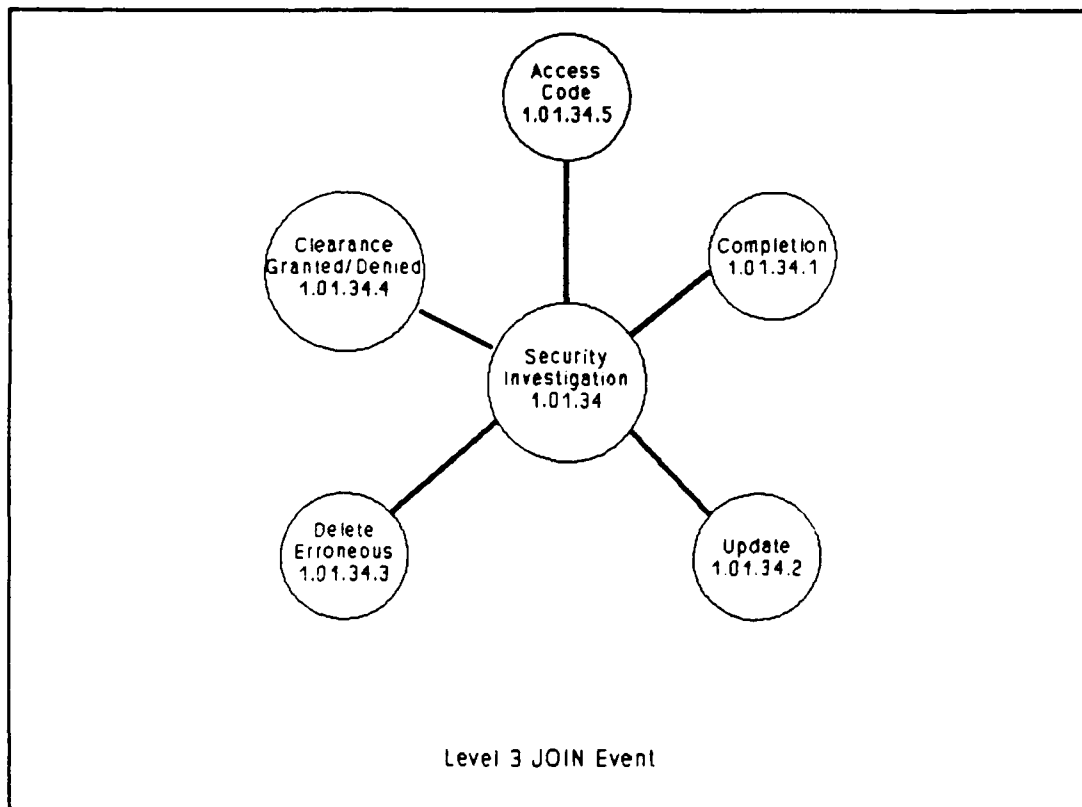 Access
Code
1.01.34.5
Clearance
Granted/Denied
1.01.34.4
Completion
1.01.34.1
Security
Investigation
1.01.34
Delete
Erroneous
1.01.34.3
Update
1.01.34.2
Level 3 JOIN Event